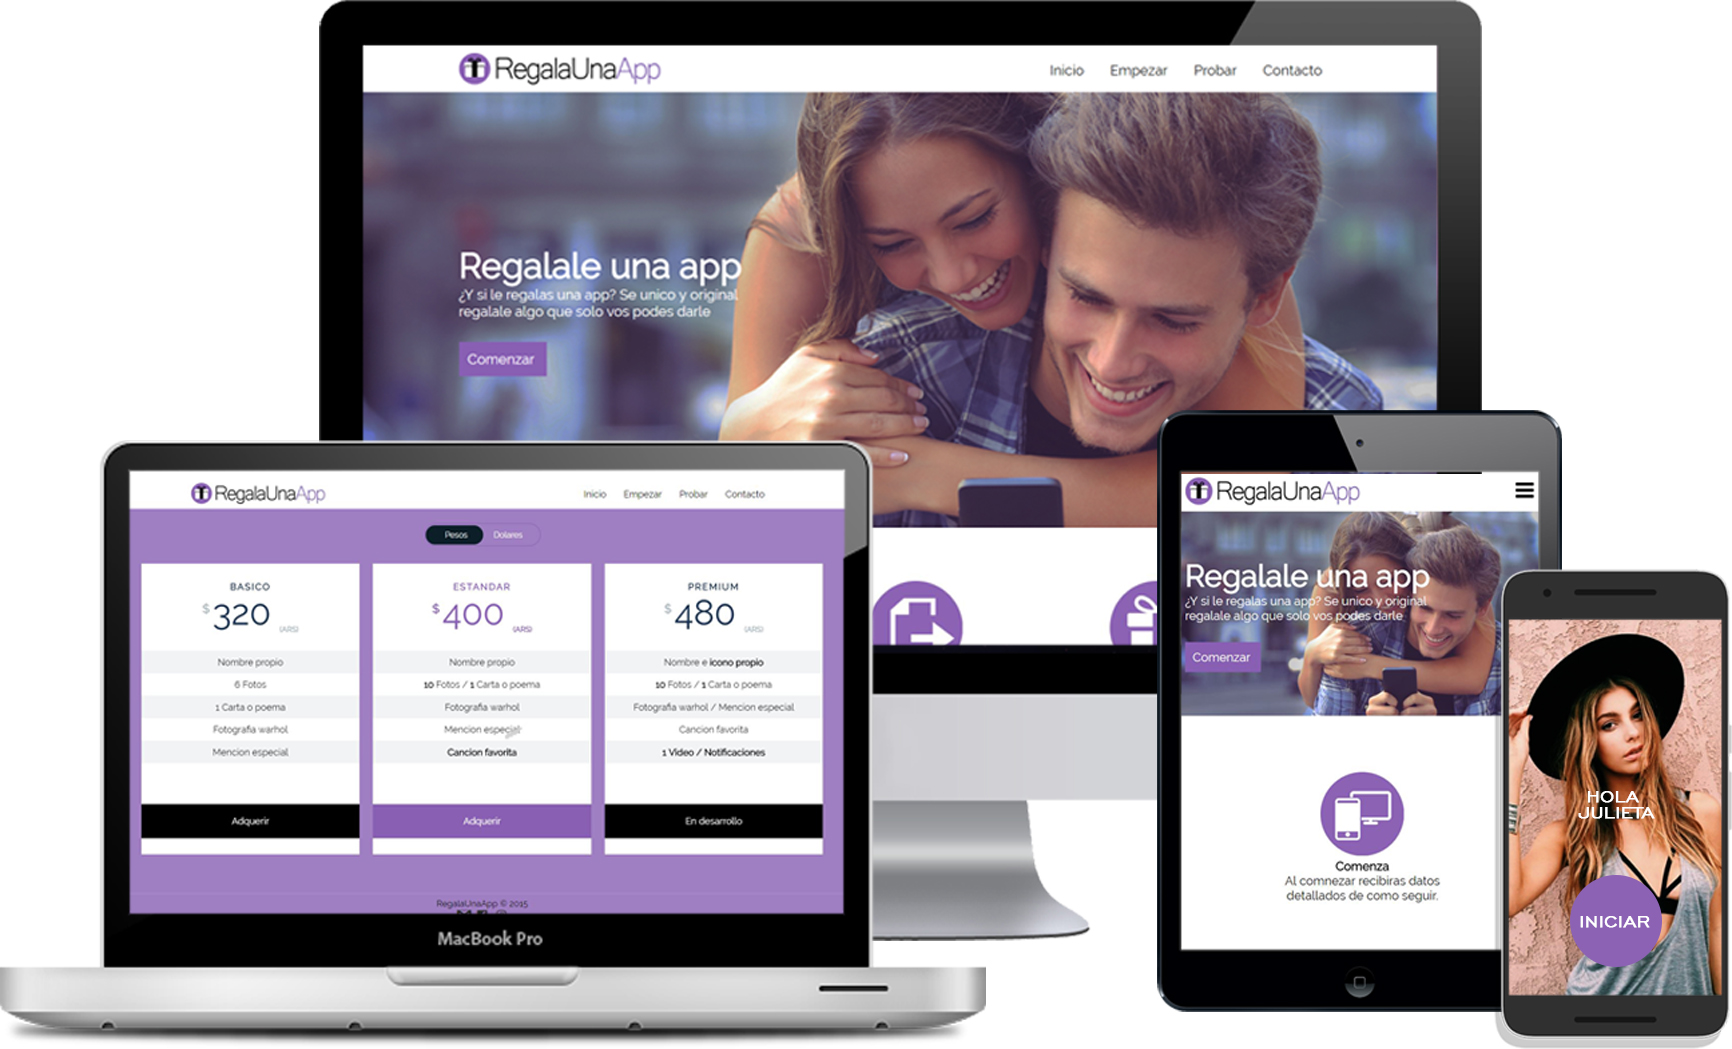 RegalaUnaApp
Inicio Empezar Probar Contacto
Regalale una app
¿Y si le regalas una app? Se unico y original
regalale algo que solo vos podes darle
Comenzar
RegalaUnaApp
Inicio Empezar Probar Contacto
Pesos Dolares
BASICO
$320 (ARS)
Nombre propio
6 Fotos
1 Carta o poema
Fotografia warhol
Mencion especial
Adquerir
ESTANDAR
$400 (ARS)
Nombre propio
10 Fotos / 1 Carta o poema
Fotografia warhol
Mencion especial
Cancion favorita
Adquerir
PREMIUM
$480 (ARS)
Nombre e icono propio
10 Fotos / 1 Carta o poema
Fotografia warhol / Mencion especial
Cancion favorita
1 Video / Notificaciones
En desarrollo
RegalaUnaApp © 2015
MacBook Pro
RegalaUnaApp
Regalale una app
¿Y si le regalas una app? Se unico y original
regalale algo que solo vos podes darle
Comenzar
Comenza
Al comnezar recibiras datos
detallados de como seguir.
HOLA
JULIETA
INICIAR